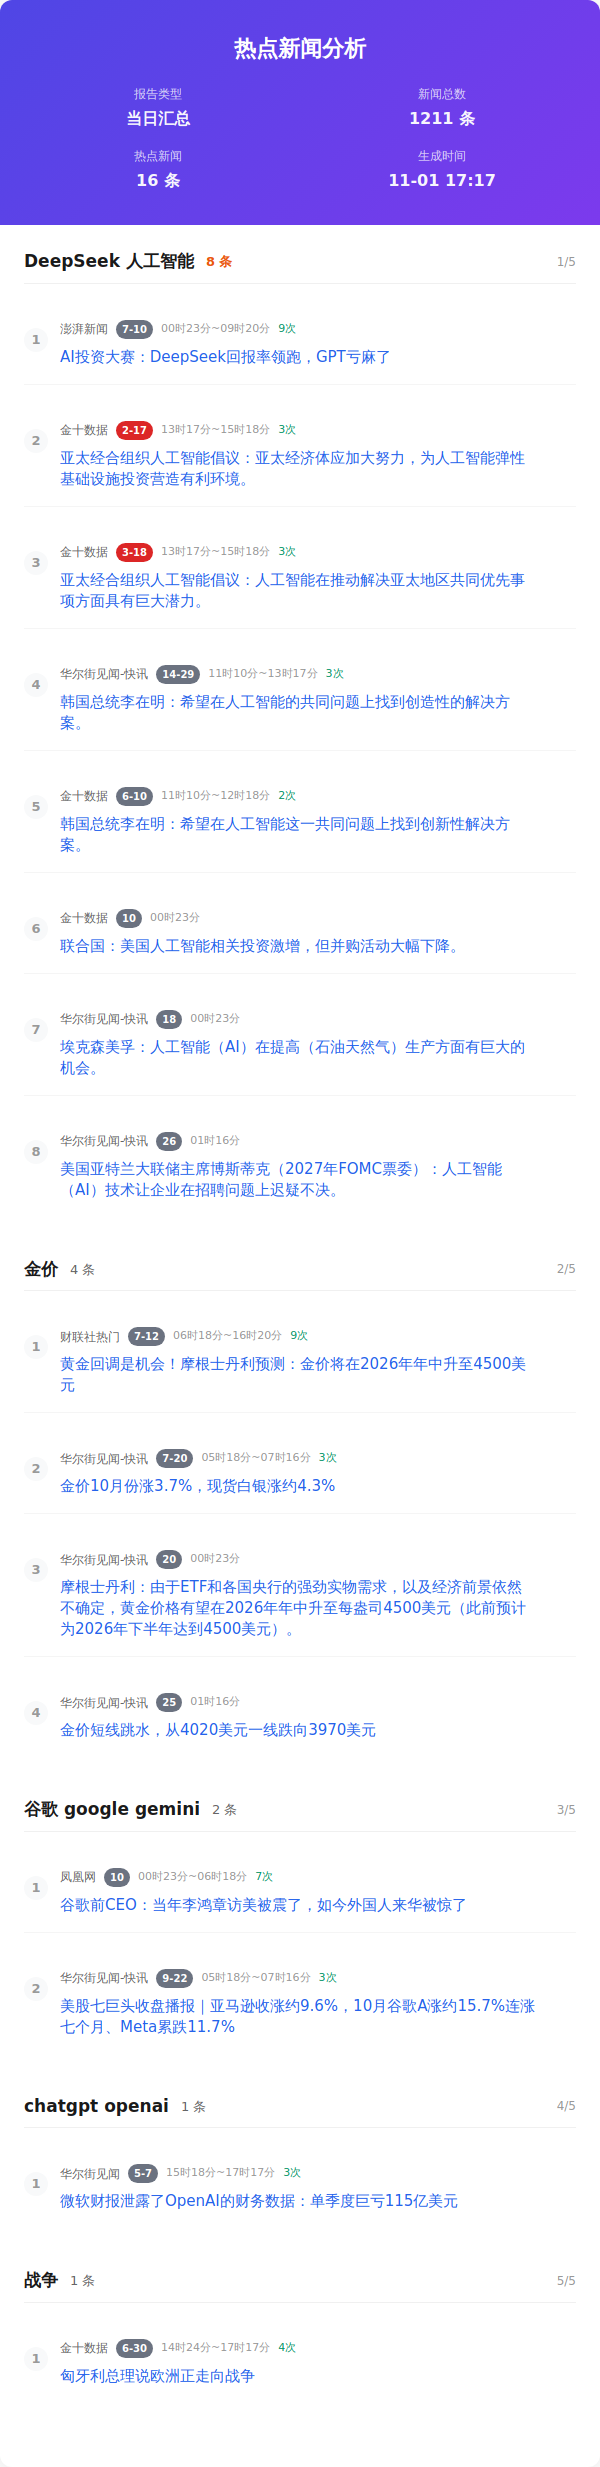 热点新闻分析
报告类型
新闻总数
当日汇总
1211 条
热点新闻
生成时间
16 条
11-01 17:17
DeepSeek 人工智能 8 条 1/5
1 澎湃新闻 7-10 00时23分~09时20分 9次
AI投资大赛：DeepSeek回报率领跑，GPT亏麻了
2 金十数据 2-17 13时17分~15时18分 3次
亚太经合组织人工智能倡议：亚太经济体应加大努力，为人工智能弹性
基础设施投资营造有利环境。
3 金十数据 3-18 13时17分~15时18分 3次
亚太经合组织人工智能倡议：人工智能在推动解决亚太地区共同优先事
项方面具有巨大潜力。
4 华尔街见闻-快讯 14-29 11时10分~13时17分 3次
韩国总统李在明：希望在人工智能的共同问题上找到创造性的解决方
案。
5 金十数据 6-10 11时10分~12时18分 2次
韩国总统李在明：希望在人工智能这一共同问题上找到创新性解决方
案。
6 金十数据 10 00时23分
联合国：美国人工智能相关投资激增，但并购活动大幅下降。
7 华尔街见闻-快讯 18 00时23分
埃克森美孚：人工智能（AI）在提高（石油天然气）生产方面有巨大的
机会。
8 华尔街见闻-快讯 26 01时16分
美国亚特兰大联储主席博斯蒂克（2027年FOMC票委）：人工智能
（AI）技术让企业在招聘问题上迟疑不决。
金价 4 条 2/5
1 财联社热门 7-12 06时18分~16时20分 9次
黄金回调是机会！摩根士丹利预测：金价将在2026年年中升至4500美
元
2 华尔街见闻-快讯 7-20 05时18分~07时16分 3次
金价10月份涨3.7%，现货白银涨约4.3%
3 华尔街见闻-快讯 20 00时23分
摩根士丹利：由于ETF和各国央行的强劲实物需求，以及经济前景依然
不确定，黄金价格有望在2026年年中升至每盎司4500美元（此前预计
为2026年下半年达到4500美元）。
4 华尔街见闻-快讯 25 01时16分
金价短线跳水，从4020美元一线跌向3970美元
谷歌 google gemini 2 条 3/5
1 凤凰网 10 00时23分~06时18分 7次
谷歌前CEO：当年李鸿章访美被震了，如今外国人来华被惊了
2 华尔街见闻-快讯 9-22 05时18分~07时16分 3次
美股七巨头收盘播报｜亚马逊收涨约9.6%，10月谷歌A涨约15.7%连涨
七个月、Meta累跌11.7%
chatgpt openai 1 条 4/5
1 华尔街见闻 5-7 15时18分~17时17分 3次
微软财报泄露了OpenAI的财务数据：单季度巨亏115亿美元
战争 1 条 5/5
1 金十数据 6-30 14时24分~17时17分 4次
匈牙利总理说欧洲正走向战争